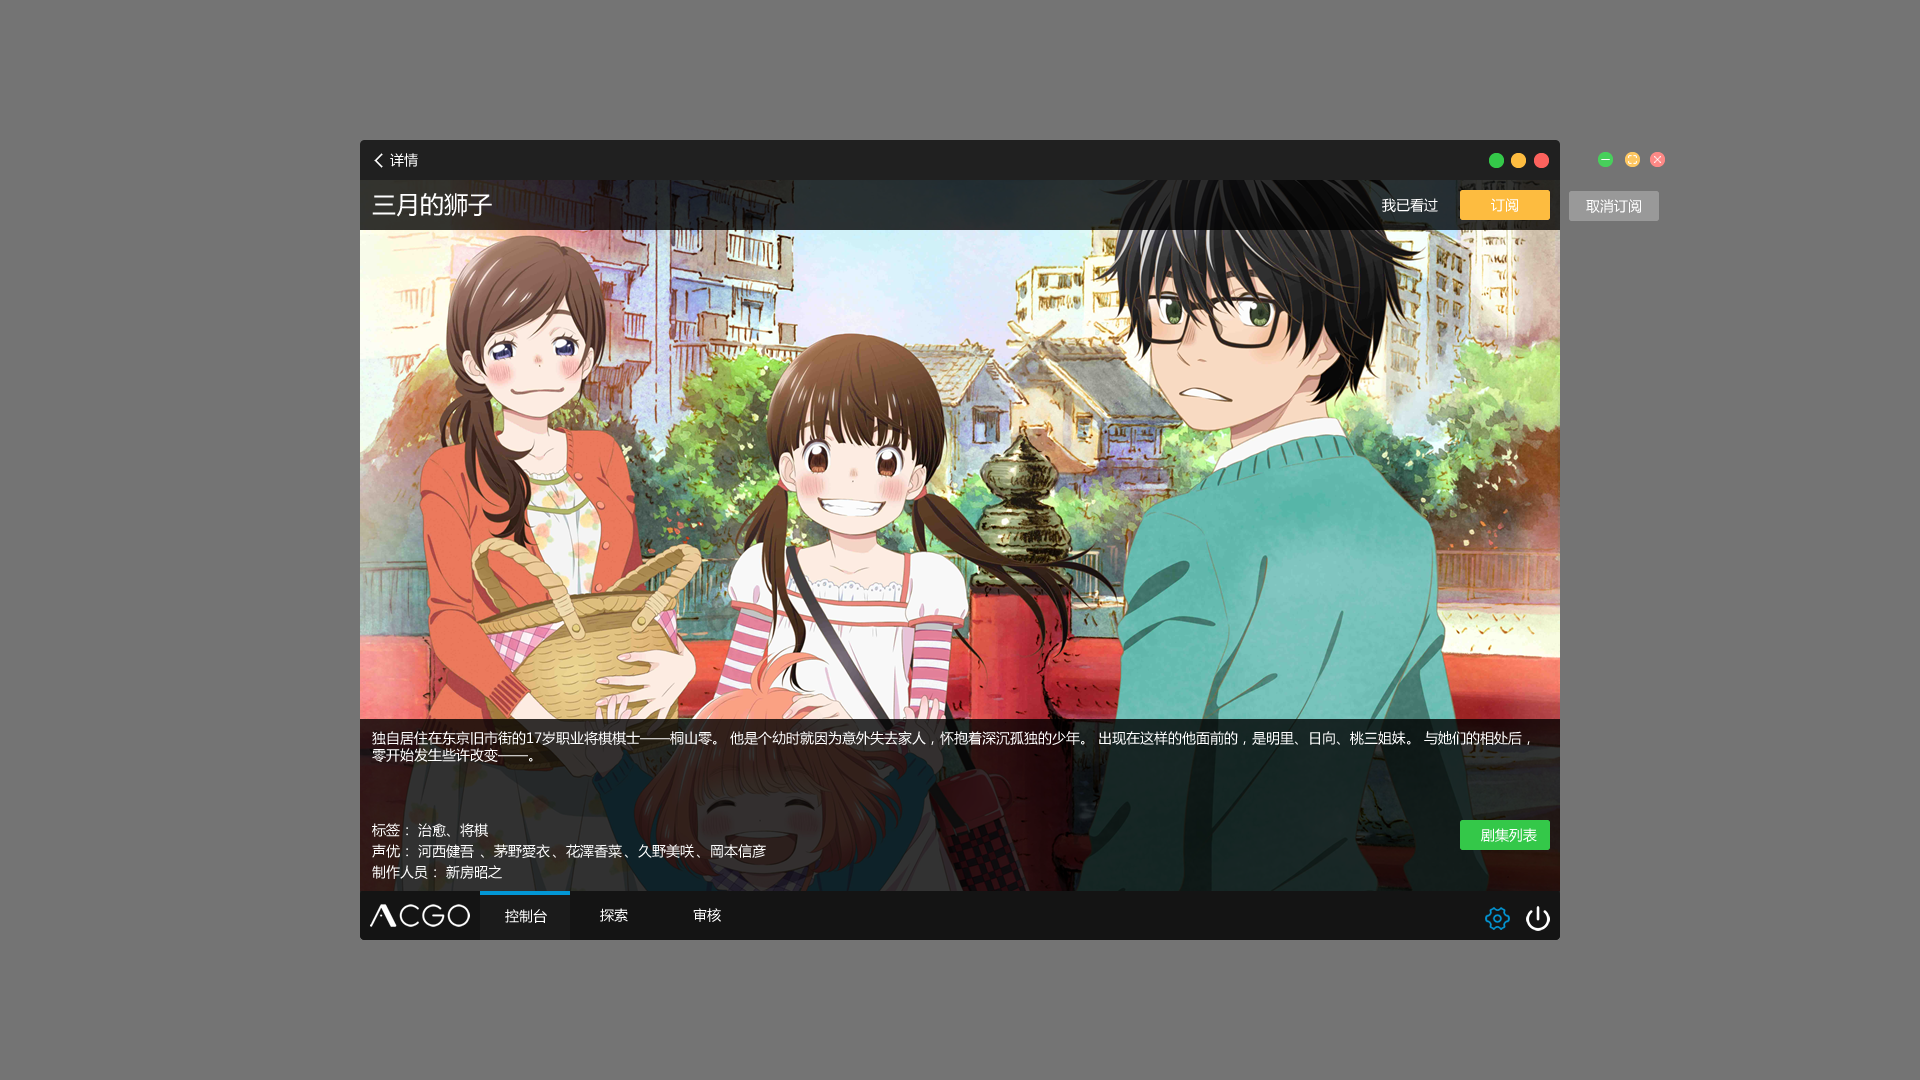 详情
三月的狮子
我已看过
订阅
取消订阅
独自居住在东京旧市街的17岁职业将棋棋士——桐山零。 他是个幼时就因为意外失去家人，怀抱着深沉孤独的少年。 出现在这样的他面前的，是明里、日向、桃三姐妹。 与她们的相处后，
零开始发生些许改变——。
标签： 治愈、将棋
声优： 河西健吾 、茅野愛衣、花澤香菜、久野美咲、岡本信彦
制作人员： 新房昭之
剧集列表
ACGO
控制台
探索
审核